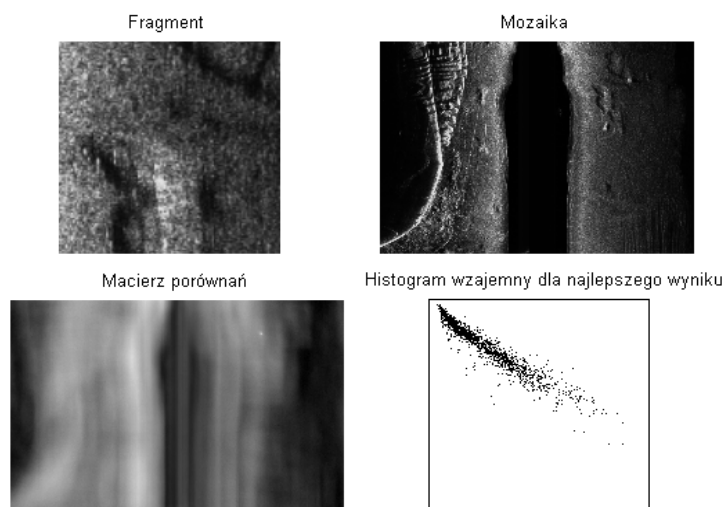 Fragment
Mozaika
Macierz porównań
Histogram wzajemny dla najlepszego wyniku